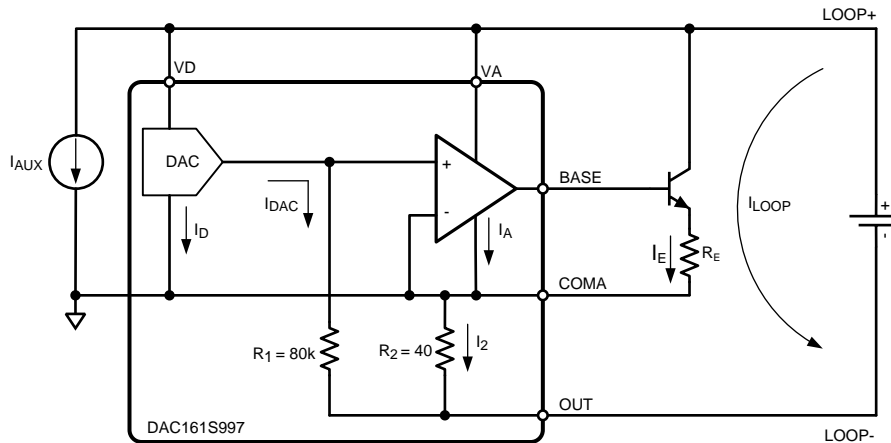 LOOP+
VD
VA
DAC
+
IAUX
BASE
-
IDAC
ILOOP
+
-
ID
IA
IE
RE
COMA
R1 = 80k
R2 = 40
I2
OUT
DAC161S997
LOOP-